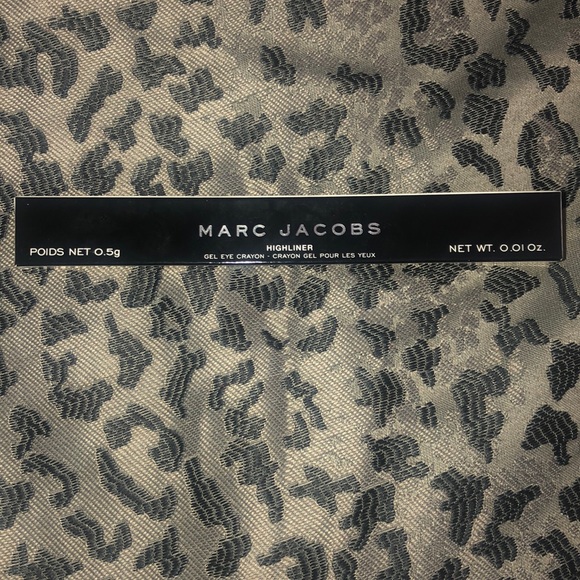 MARC JACOBS
HIGHLINER
GEL EYE CRAYON - CRAYON GEL POUR LES YEUX
POIDS NET 0.5g
NET WT. 0.01 Oz.